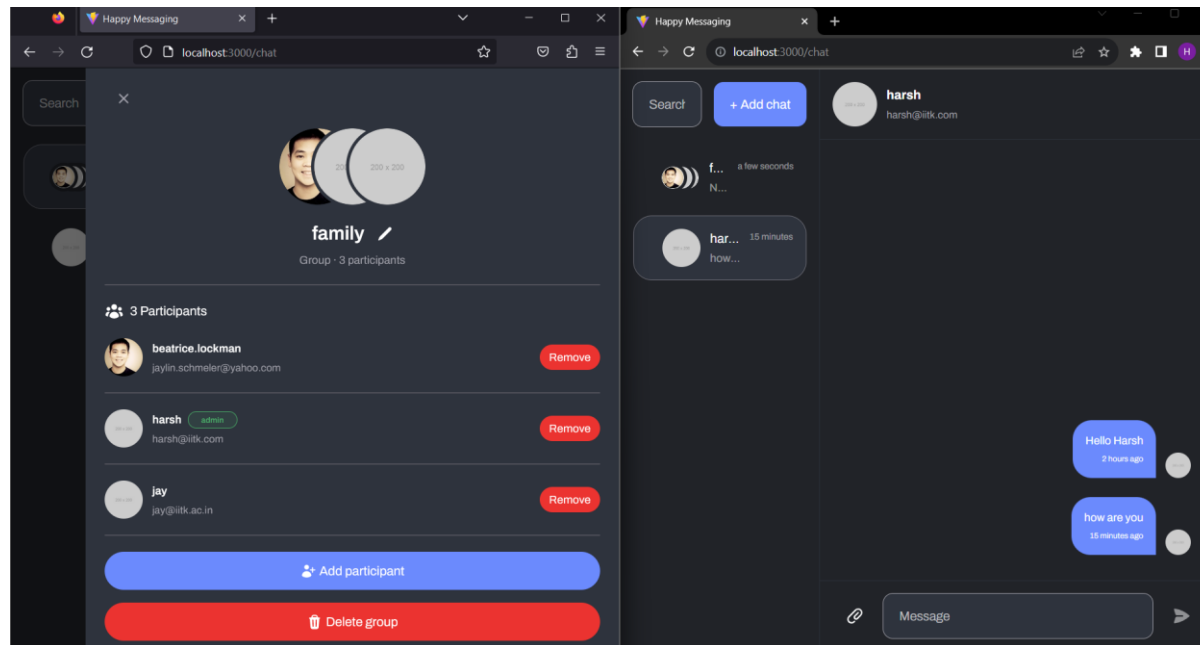 Happy Messaging
localhost:3000/chat
Search
200 x 200
family
Group · 3 participants
3 Participants
beatrice.lockman
jaylin.schmeler@yahoo.com
Remove
harsh admin
harsh@iitk.com
Remove
jay
jay@iitk.ac.in
Remove
Add participant
Delete group
Happy Messaging
localhost:3000/chat
H
Search
+ Add chat
f... a few seconds
N...
har... 15 minutes
how...
harsh
harsh@iitk.com
Hello Harsh
2 hours ago
how are you
15 minutes ago
Message